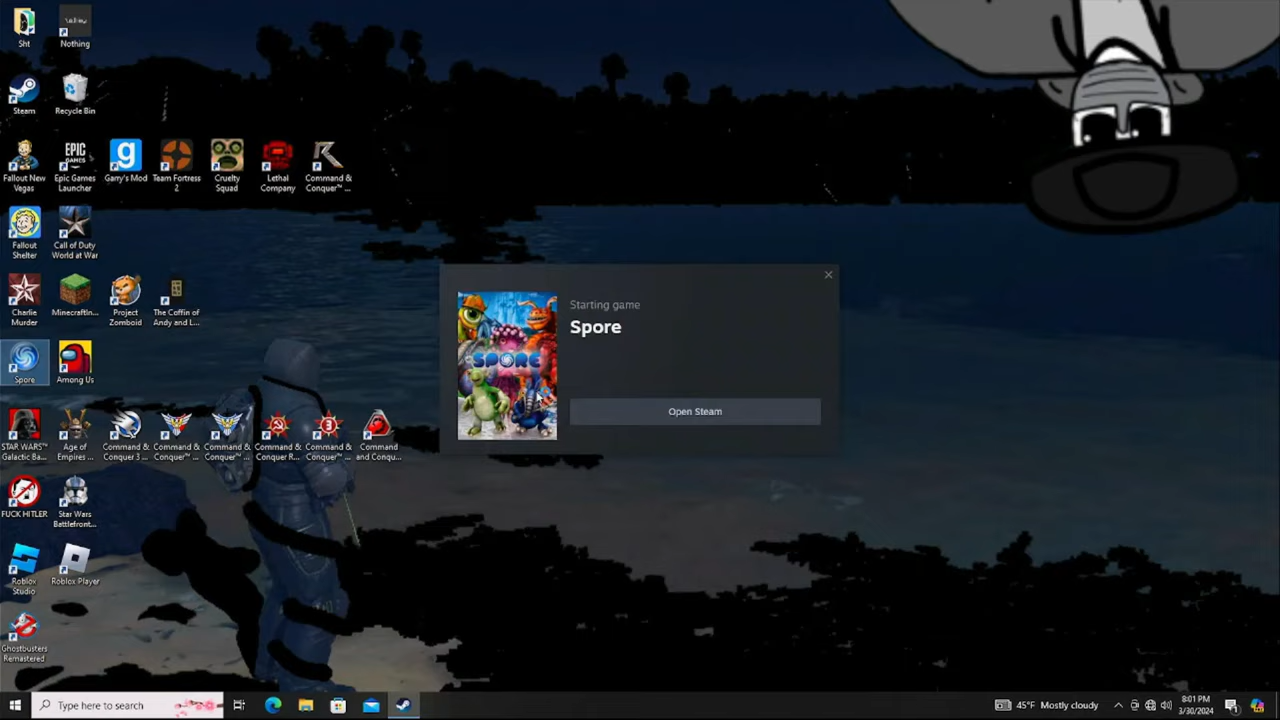 Sht
Nothing
Steam
Recycle Bin
EPIC
GAMES
Fallout New
Vegas
Epic Games
Launcher
Garry's Mod
Team Fortress
2
Cruelty
Squad
Lethal
Company
Command &
Conquer™ ...
Fallout
Shelter
Call of Duty
World at War
Charlie
Murder
MinecraftIn...
Project
Zomboid
The Coffin of
Andy and L...
Spore
Among Us
STAR WARS™
Galactic Ba...
Age of
Empires ...
Command &
Conquer 3 ...
Command &
Conquer™ ...
Command &
Conquer™ ...
Command &
Conquer R...
Command &
Conquer™ ...
Command
and Conqu...
FUCK HITLER
Star Wars
Battlefront...
Roblox
Studio
Roblox Player
Ghostbusters
Remastered
SPORE
Starting game
Spore
Open Steam
Type here to search
45°F Mostly cloudy
8:01 PM
3/30/2024